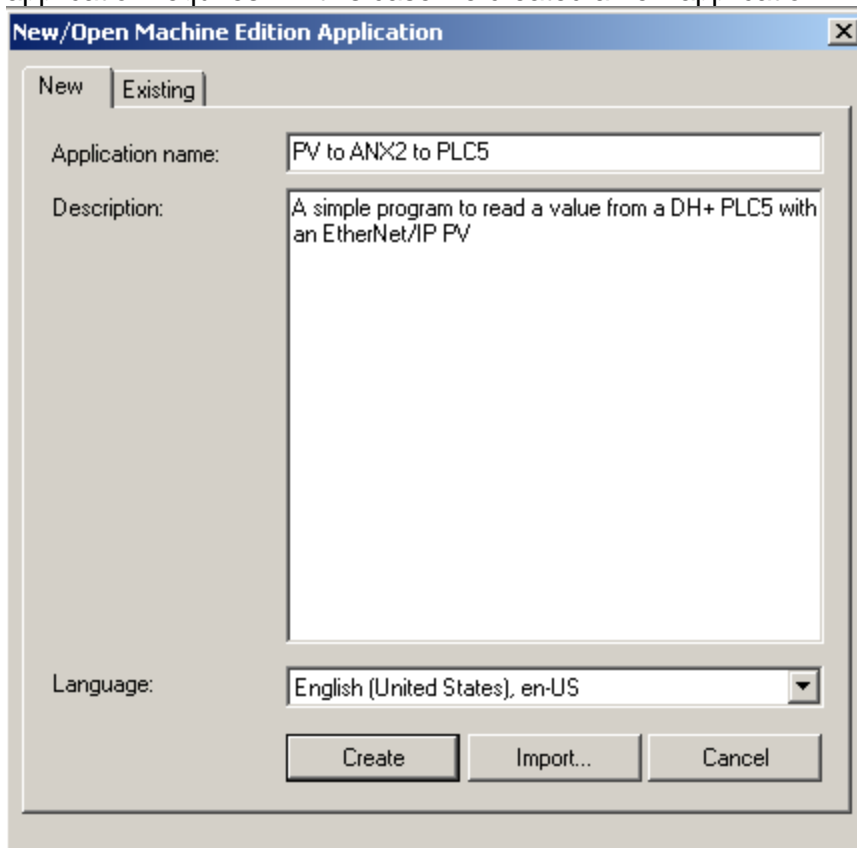 New/Open Machine Edition Application
New
Existing
Application name:
PV to ANX2 to PLC5
Description:
A simple program to read a value from a DH+ PLC5 with
an EtherNet/IP PV
Language:
English (United States), en-US
Create
Import...
Cancel